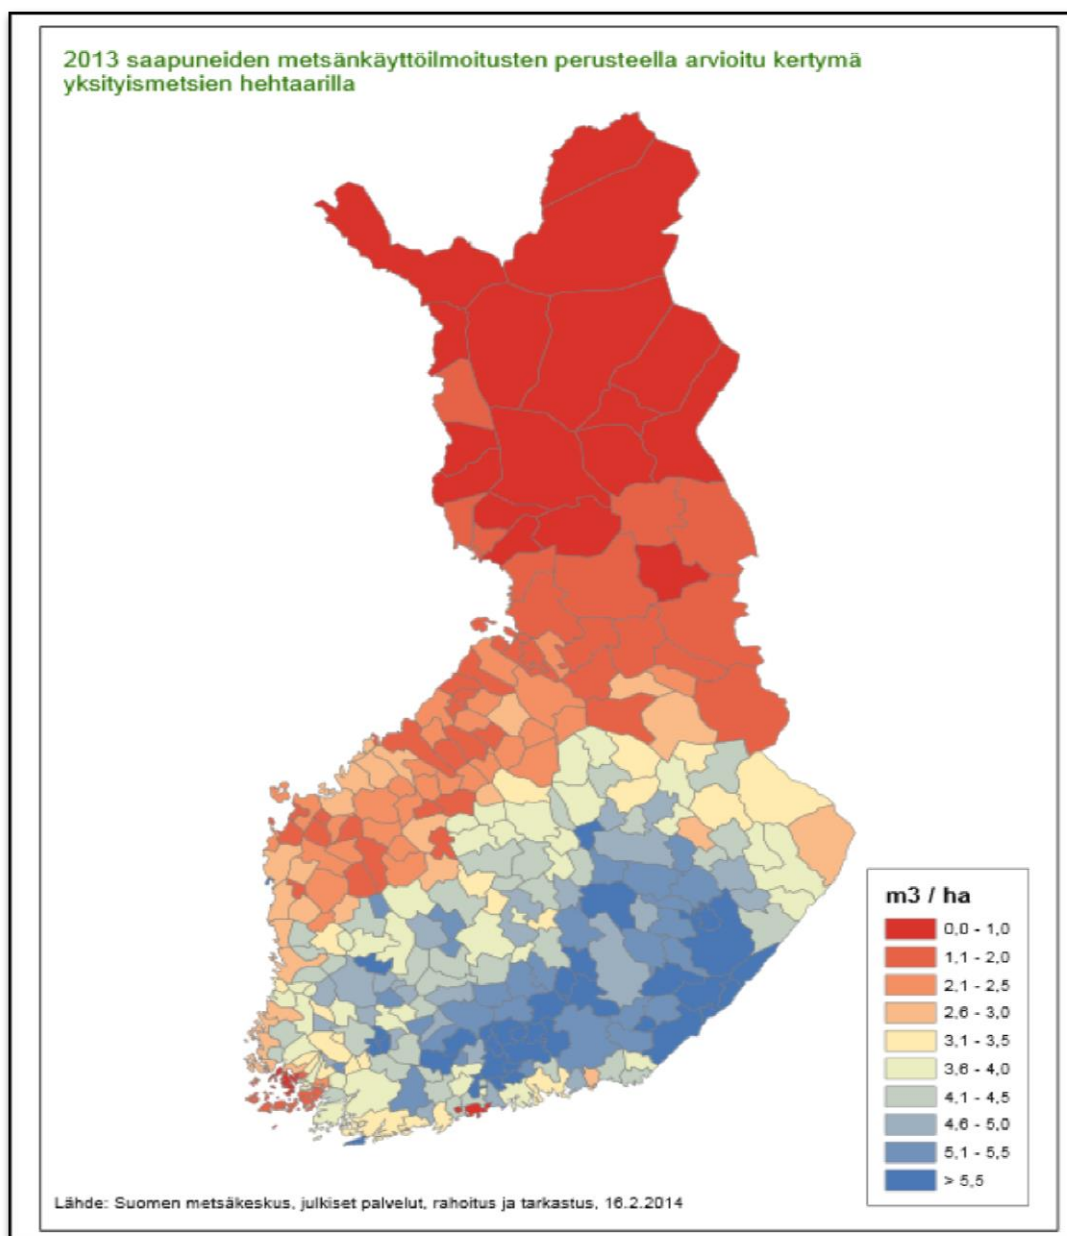 2013 saapuneiden metsänkäyttöilmoitusten perusteella arvioitu kertymä
yksityismetsien hehtaarilla
m3 / ha
0,0 - 1,0
1,1 - 2,0
2,1 - 2,5
2,6 - 3,0
3,1 - 3,5
3,6 - 4,0
4,1 - 4,5
4,6 - 5,0
5,1 - 5,5
> 5,5
Lähde: Suomen metsäkeskus, julkiset palvelut, rahoitus ja tarkastus, 16.2.2014